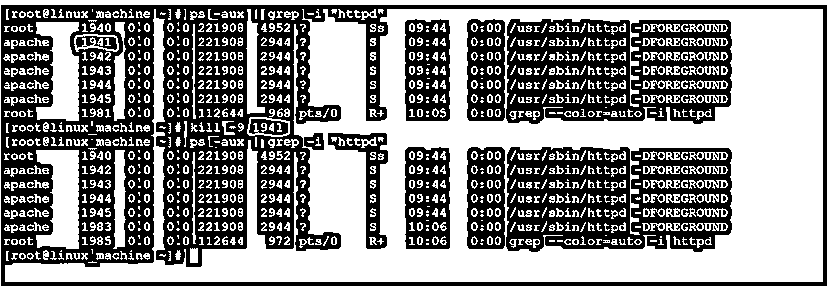 [root@linux machine ~]# ps -aux | grep -i "httpd"
root 1940 0.0 0.0 221908 4952 ? Ss 09:44 0:00 /usr/sbin/httpd -DFOREGROUND
apache 1941 0.0 0.0 221908 2944 ? S 09:44 0:00 /usr/sbin/httpd -DFOREGROUND
apache 1942 0.0 0.0 221908 2944 ? S 09:44 0:00 /usr/sbin/httpd -DFOREGROUND
apache 1943 0.0 0.0 221908 2944 ? S 09:44 0:00 /usr/sbin/httpd -DFOREGROUND
apache 1944 0.0 0.0 221908 2944 ? S 09:44 0:00 /usr/sbin/httpd -DFOREGROUND
apache 1945 0.0 0.0 221908 2944 ? S 09:44 0:00 /usr/sbin/httpd -DFOREGROUND
root 1981 0.0 0.0 112644 968 pts/0 R+ 10:05 0:00 grep --color=auto -i httpd
[root@linux machine ~]# kill -9 1941
[root@linux machine ~]# ps -aux | grep -i "httpd"
root 1940 0.0 0.0 221908 4952 ? Ss 09:44 0:00 /usr/sbin/httpd -DFOREGROUND
apache 1942 0.0 0.0 221908 2944 ? S 09:44 0:00 /usr/sbin/httpd -DFOREGROUND
apache 1943 0.0 0.0 221908 2944 ? S 09:44 0:00 /usr/sbin/httpd -DFOREGROUND
apache 1944 0.0 0.0 221908 2944 ? S 09:44 0:00 /usr/sbin/httpd -DFOREGROUND
apache 1945 0.0 0.0 221908 2944 ? S 09:44 0:00 /usr/sbin/httpd -DFOREGROUND
apache 1983 0.0 0.0 221908 2944 ? S 10:06 0:00 /usr/sbin/httpd -DFOREGROUND
root 1985 0.0 0.0 112644 972 pts/0 R+ 10:06 0:00 grep --color=auto -i httpd
[root@linux machine ~]#